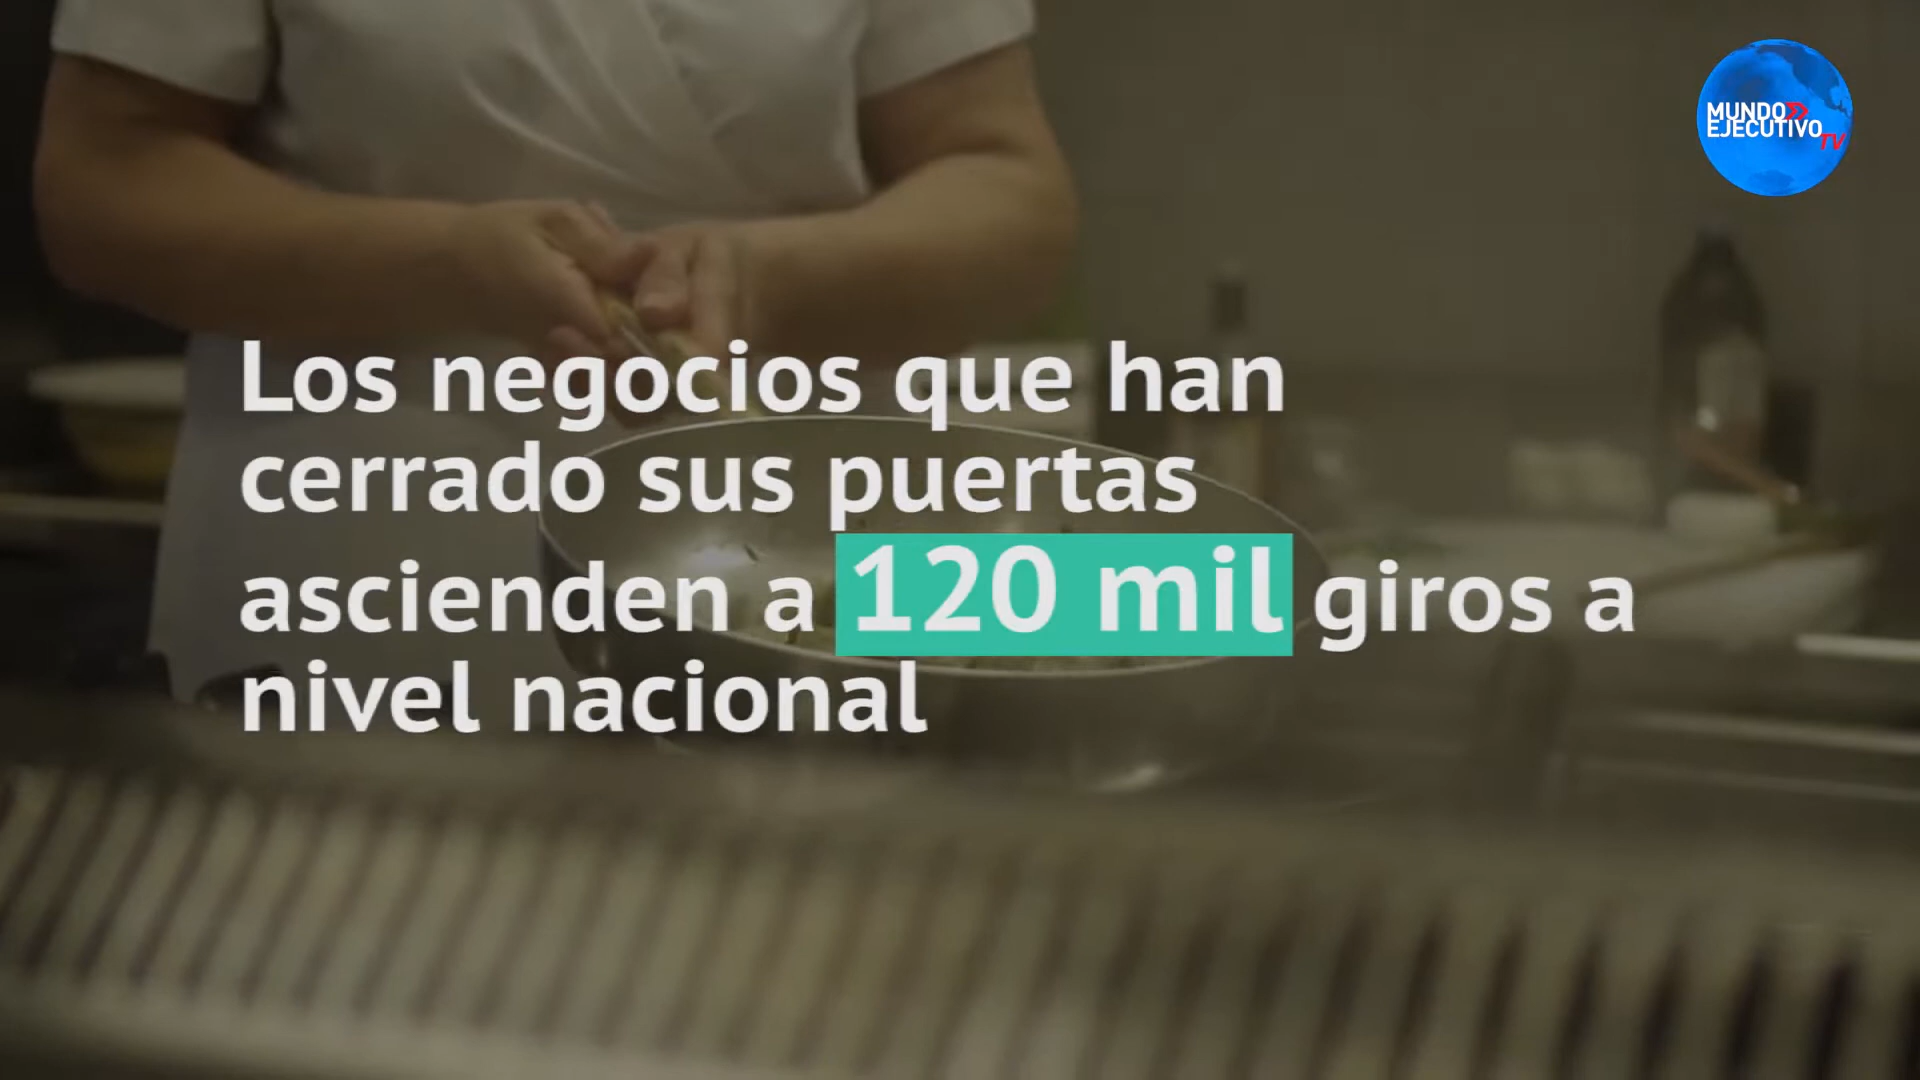 MUNDO
EJECUTIVO
TV
Los negocios que han
cerrado sus puertas
ascienden a 120 mil giros a
nivel nacional